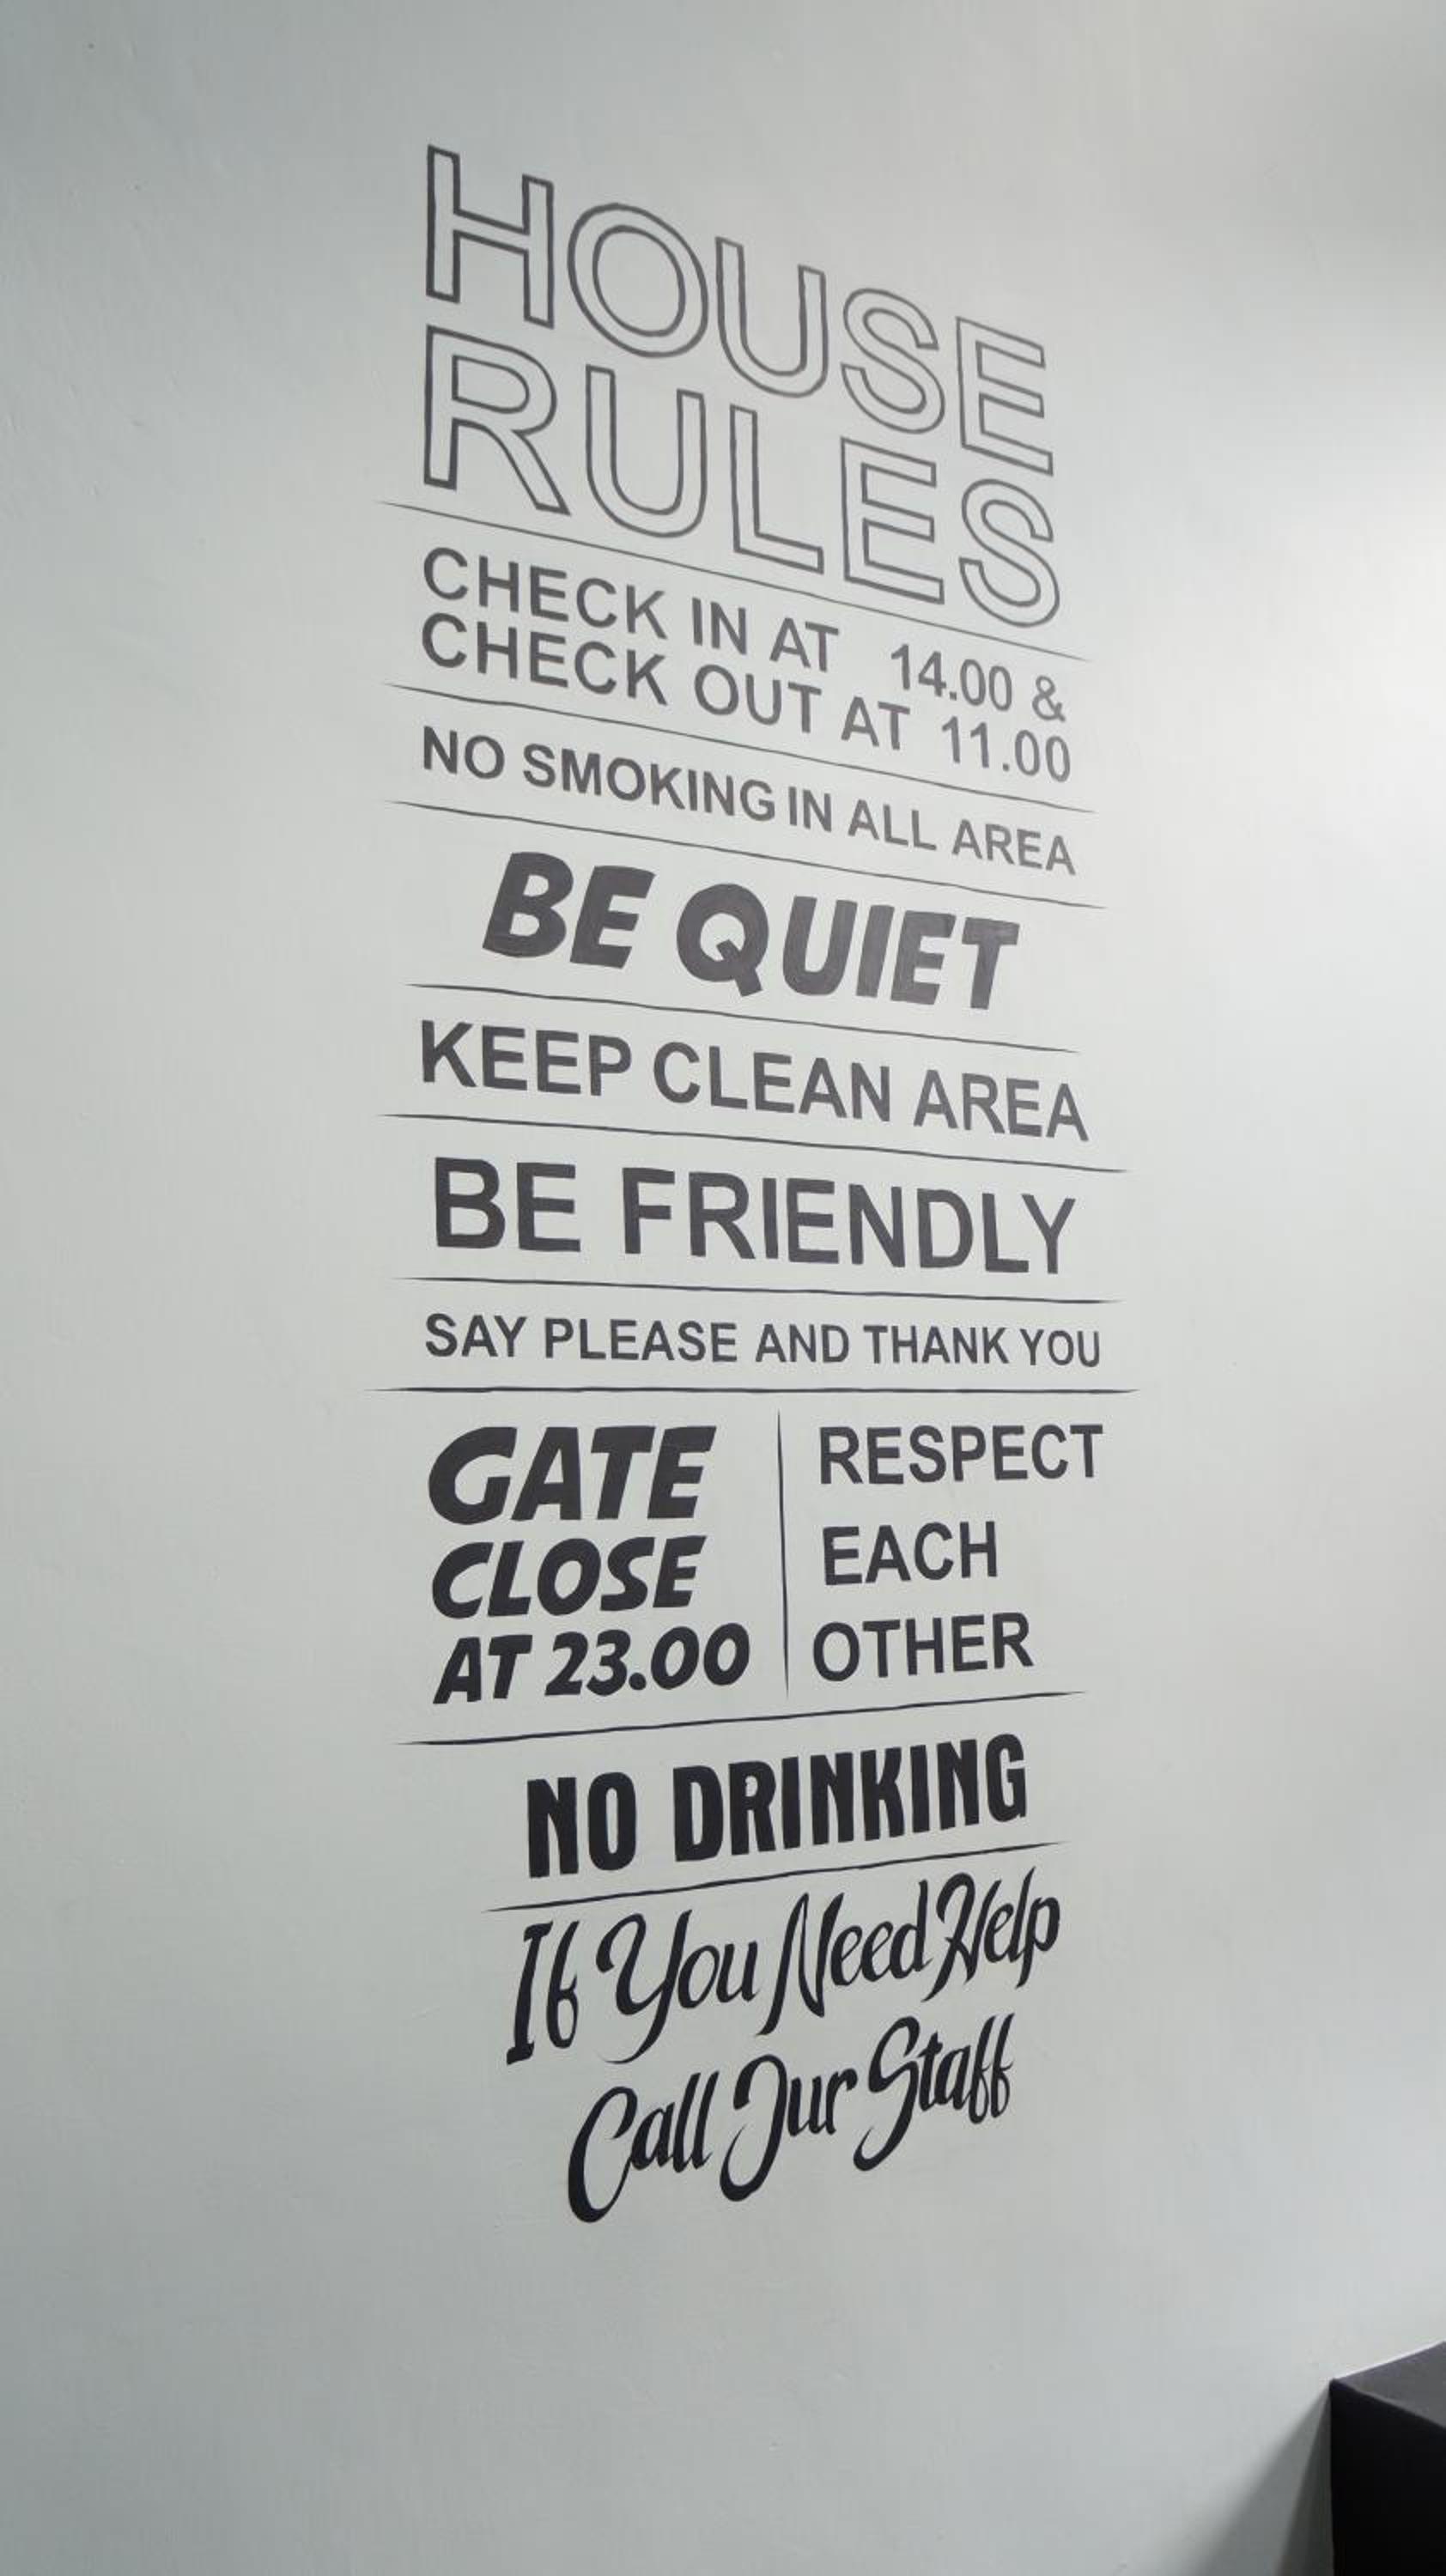 HOUSE
RULES
CHECK IN AT 14.00 &
CHECK OUT AT 11.00
NO SMOKING IN ALL AREA
BE QUIET
KEEP CLEAN AREA
BE FRIENDLY
SAY PLEASE AND THANK YOU
GATE
CLOSE
AT 23.00
RESPECT
EACH
OTHER
NO DRINKING
If You Need Help
Call Our Staff